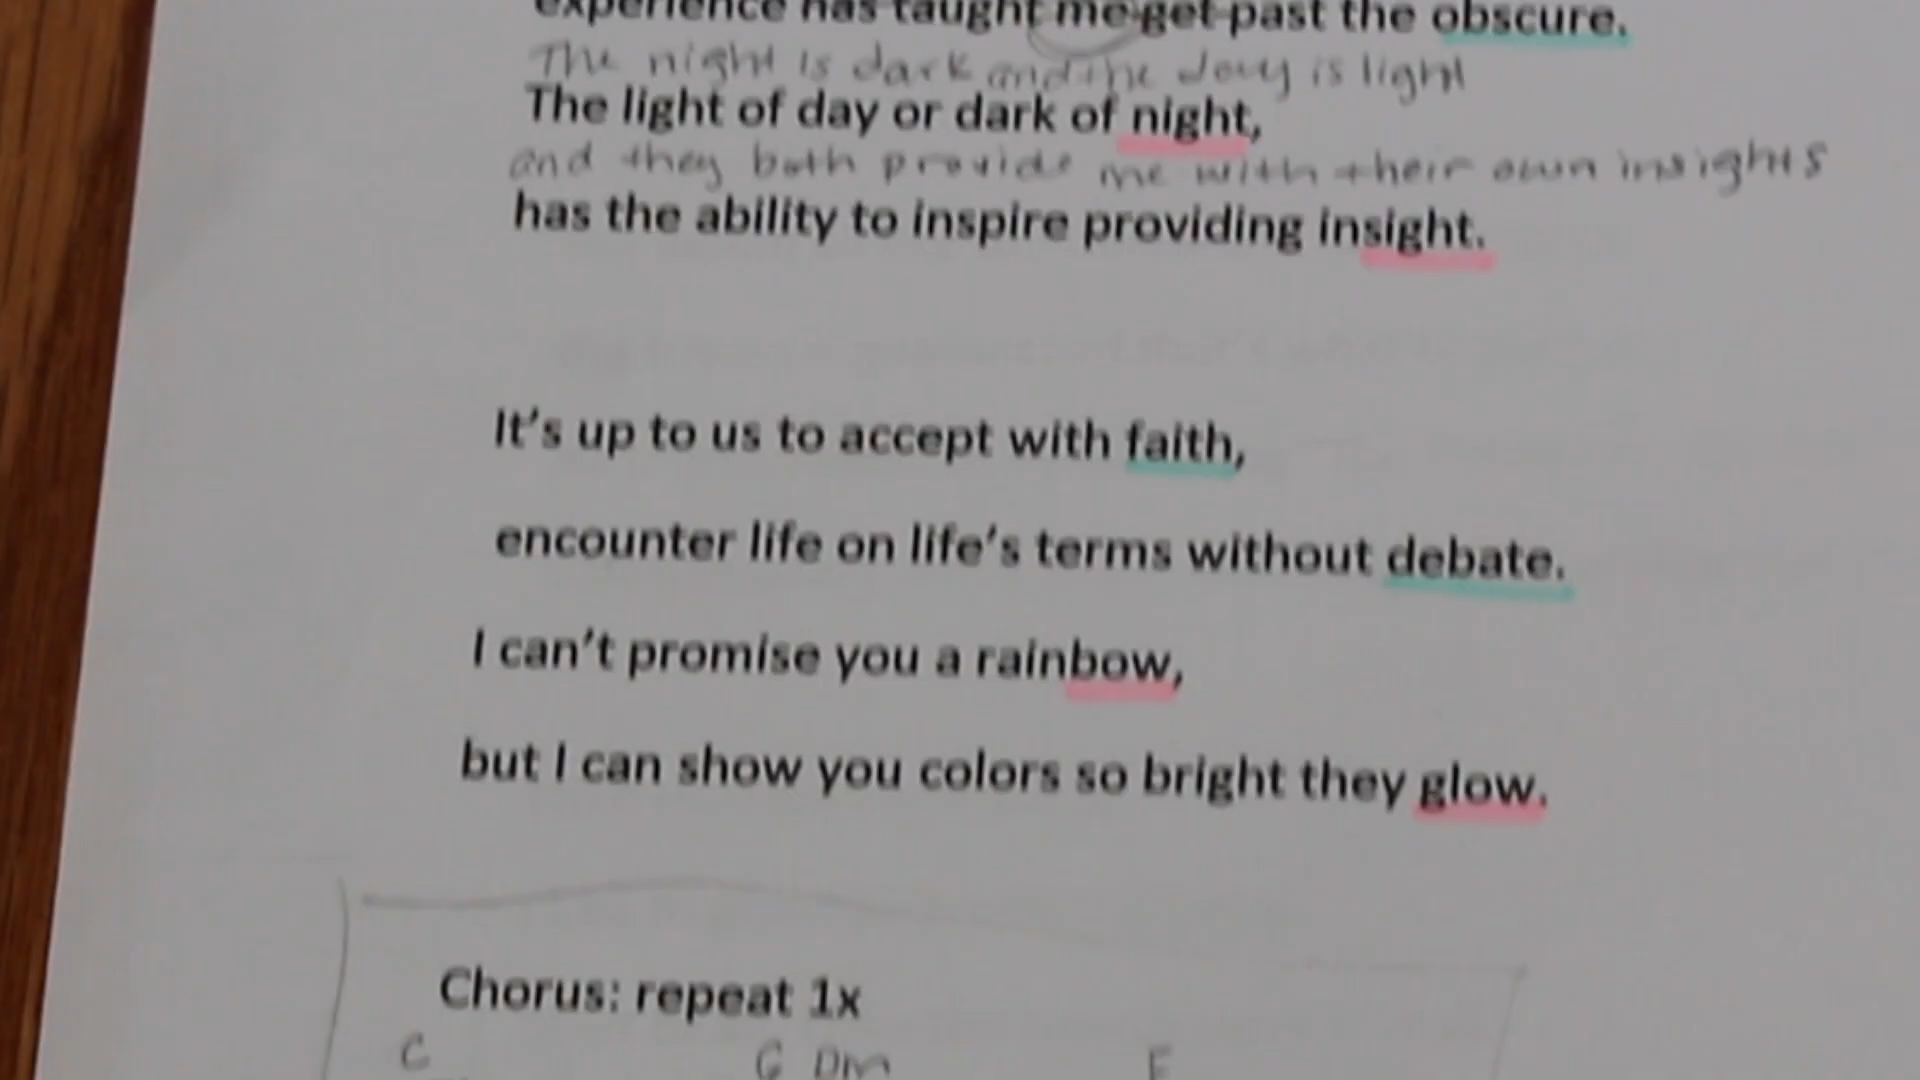 experience has taught me get past the obscure.
The night is dark and the day is light
The light of day or dark of night,
and they both provide me with their own insights
has the ability to inspire providing insight.
It's up to us to accept with faith,
encounter life on life's terms without debate.
I can't promise you a rainbow,
but I can show you colors so bright they glow.
Chorus: repeat 1x
C G Dm F